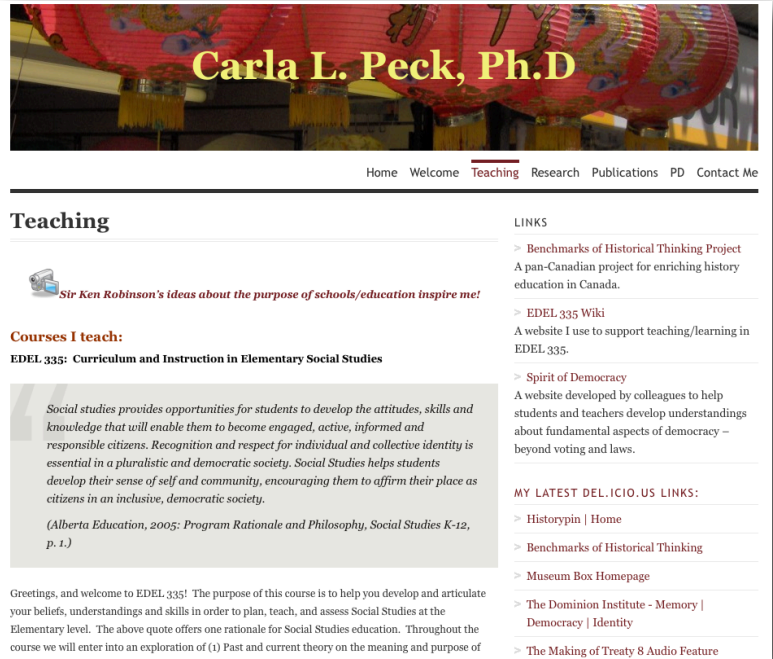 Carla L. Peck, Ph.D
Home Welcome Teaching Research Publications PD Contact Me
Teaching
Sir Ken Robinson's ideas about the purpose of schools/education inspire me!
Courses I teach:
EDEL 335: Curriculum and Instruction in Elementary Social Studies
“
Social studies provides opportunities for students to develop the attitudes, skills and
knowledge that will enable them to become engaged, active, informed and
responsible citizens. Recognition and respect for individual and collective identity is
essential in a pluralistic and democratic society. Social Studies helps students
develop their sense of self and community, encouraging them to affirm their place as
citizens in an inclusive, democratic society.
(Alberta Education, 2005: Program Rationale and Philosophy, Social Studies K-12,
p. 1.)
Greetings, and welcome to EDEL 335! The purpose of this course is to help you develop and articulate
your beliefs, understandings and skills in order to plan, teach, and assess Social Studies at the
Elementary level. The above quote offers one rationale for Social Studies education. Throughout the
course we will enter into an exploration of (1) Past and current theory on the meaning and purpose of
LINKS
> Benchmarks of Historical Thinking Project
A pan-Canadian project for enriching history
education in Canada.
> EDEL 335 Wiki
A website I use to support teaching/learning in
EDEL 335.
> Spirit of Democracy
A website developed by colleagues to help
students and teachers develop understandings
about fundamental aspects of democracy –
beyond voting and laws.
MY LATEST DEL.ICIO.US LINKS:
> Historypin | Home
> Benchmarks of Historical Thinking
> Museum Box Homepage
> The Dominion Institute - Memory |
Democracy | Identity
> The Making of Treaty 8 Audio Feature